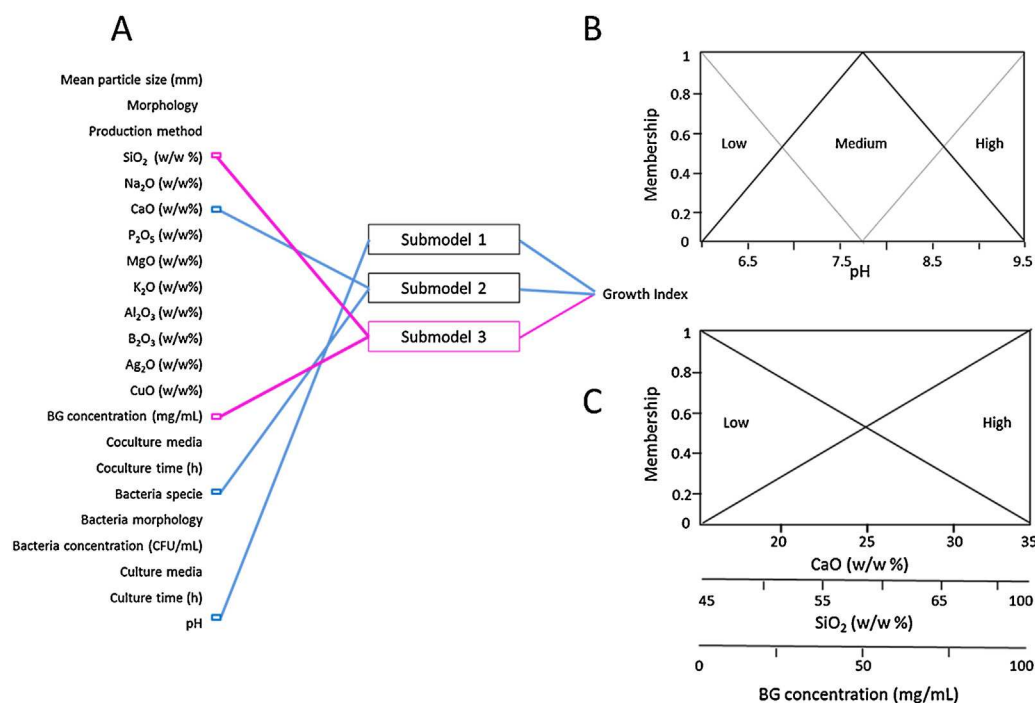 A
Mean particle size (mm)
Morphology
Production method
SiO₂ (w/w %)
Na₂O (w/w%)
CaO (w/w%)
P₂O₅ (w/w%)
MgO (w/w%)
K₂O (w/w%)
Al₂O₃ (w/w%)
B₂O₃ (w/w%)
Ag₂O (w/w%)
CuO (w/w%)
BG concentration (mg/mL)
Coculture media
Coculture time (h)
Bacteria specie
Bacteria morphology
Bacteria concentration (CFU/mL)
Culture media
Culture time (h)
pH
Submodel 1
Submodel 2
Submodel 3
Growth Index
B
Membership
1
0.8
0.6
0.4
0.2
0
Low
Medium
High
6.5 7.5 8.5 9.5
pH
C
Membership
1
0.8
0.6
0.4
0.2
0
Low
High
20 25 30 35
CaO (w/w %)
45 55 65 100
SiO₂ (w/w %)
0 50 100
BG concentration (mg/mL)